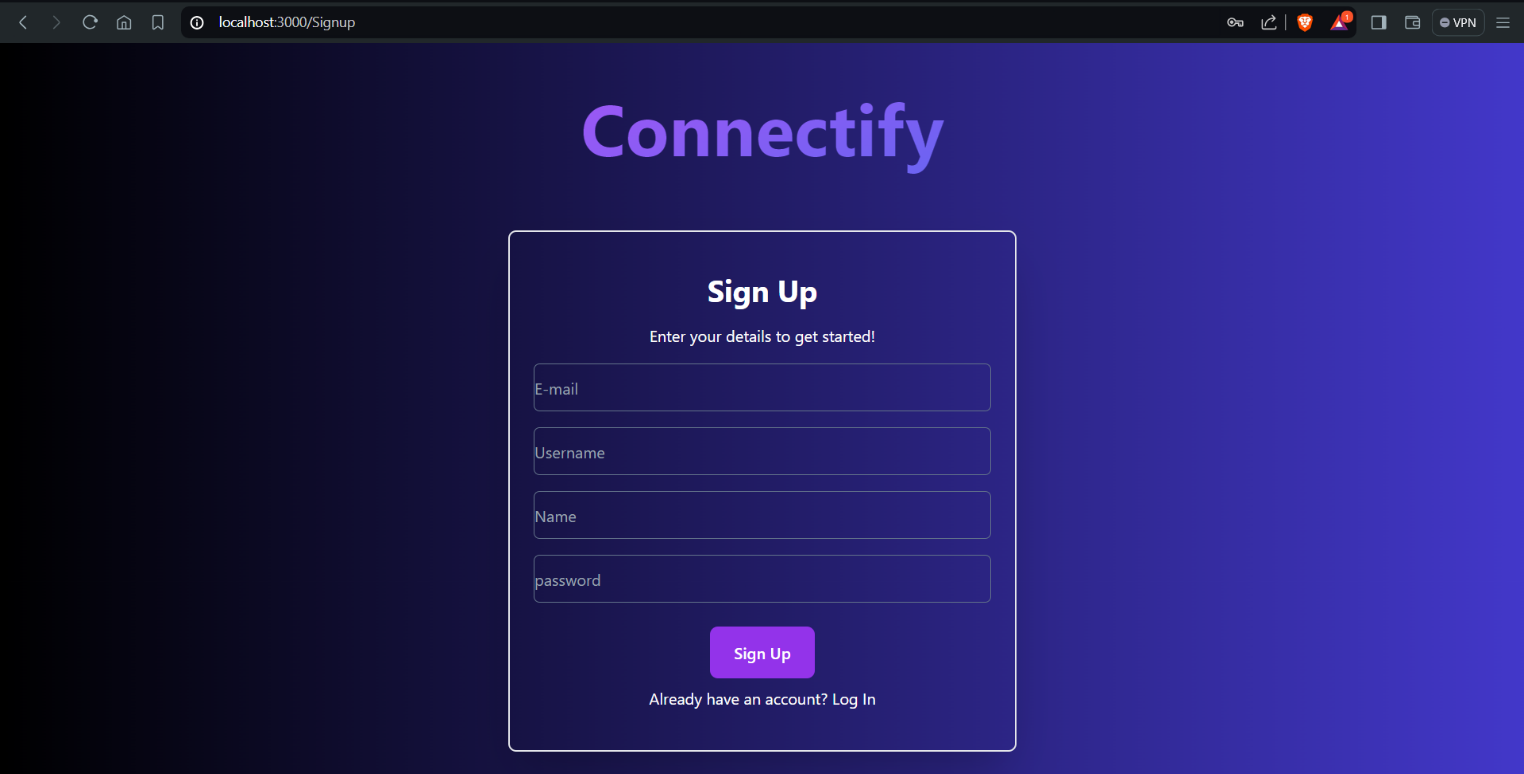 localhost:3000/Signup
1
VPN
Connectify
Sign Up
Enter your details to get started!
E-mail
Username
Name
password
Sign Up
Already have an account? Log In